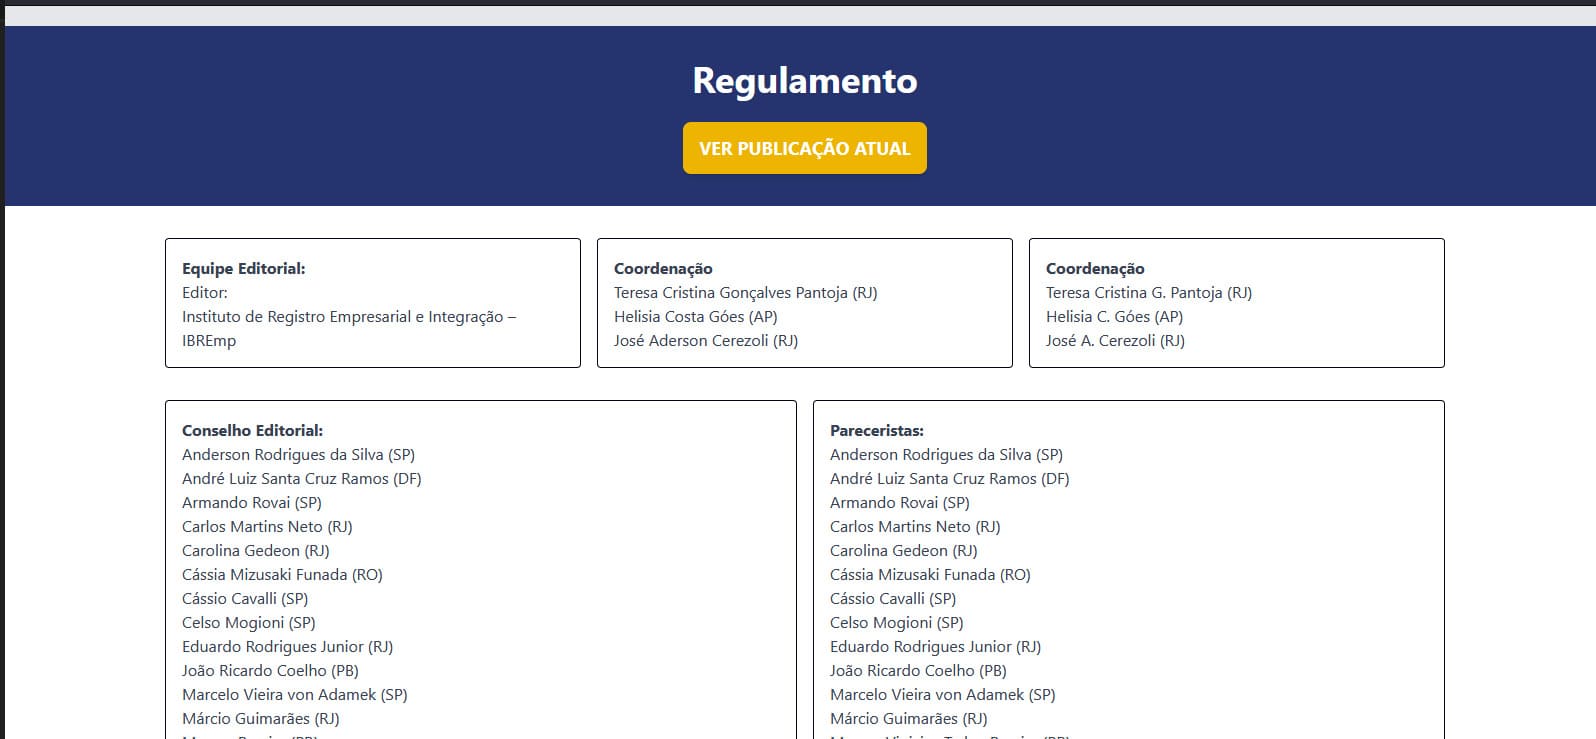 Regulamento
VER PUBLICAÇÃO ATUAL
Equipe Editorial:
Editor:
Instituto de Registro Empresarial e Integração –
IBREmp
Coordenação
Teresa Cristina Gonçalves Pantoja (RJ)
Helisia Costa Góes (AP)
José Aderson Cerezoli (RJ)
Coordenação
Teresa Cristina G. Pantoja (RJ)
Helisia C. Góes (AP)
José A. Cerezoli (RJ)
Conselho Editorial:
Anderson Rodrigues da Silva (SP)
André Luiz Santa Cruz Ramos (DF)
Armando Rovai (SP)
Carlos Martins Neto (RJ)
Carolina Gedeon (RJ)
Cássia Mizusaki Funada (RO)
Cássio Cavalli (SP)
Celso Mogioni (SP)
Eduardo Rodrigues Junior (RJ)
João Ricardo Coelho (PB)
Marcelo Vieira von Adamek (SP)
Márcio Guimarães (RJ)
Pareceristas:
Anderson Rodrigues da Silva (SP)
André Luiz Santa Cruz Ramos (DF)
Armando Rovai (SP)
Carlos Martins Neto (RJ)
Carolina Gedeon (RJ)
Cássia Mizusaki Funada (RO)
Cássio Cavalli (SP)
Celso Mogioni (SP)
Eduardo Rodrigues Junior (RJ)
João Ricardo Coelho (PB)
Marcelo Vieira von Adamek (SP)
Márcio Guimarães (RJ)